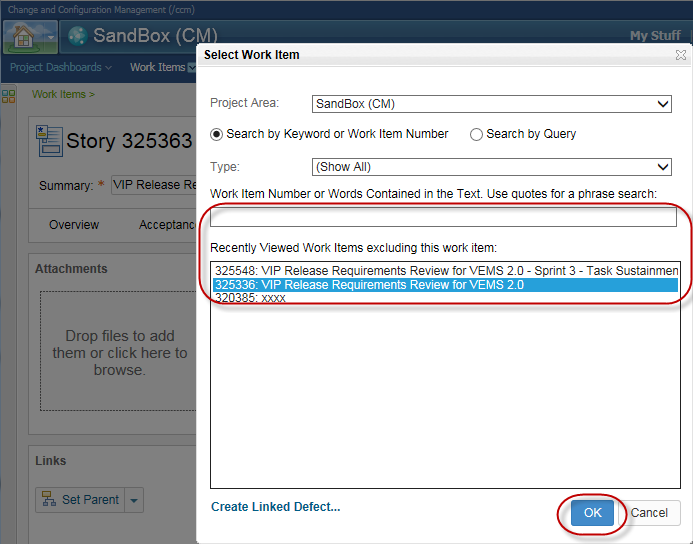 Change and Configuration Management (/ccm)
SandBox (CM)
My Stuff
Project Dashboards
Work Items
Work Items >
Story 325363
Summary: * VIP Release Re
Overview Acceptance
Attachments
Drop files to add
them or click here to
browse.
Links
Set Parent
Select Work Item
Project Area: SandBox (CM)
Search by Keyword or Work Item Number Search by Query
Type: (Show All)
Work Item Number or Words Contained in the Text. Use quotes for a phrase search:
Recently Viewed Work Items excluding this work item:
325548: VIP Release Requirements Review for VEMS 2.0 - Sprint 3 - Task Sustainmen
325336: VIP Release Requirements Review for VEMS 2.0
320385: xxxx
Create Linked Defect...
OK
Cancel